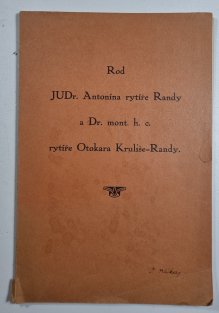 Rod
JUDr. Antonína rytíře Randy
a Dr. mont. h. c.
rytíře Otokara Kruliše-Randy.